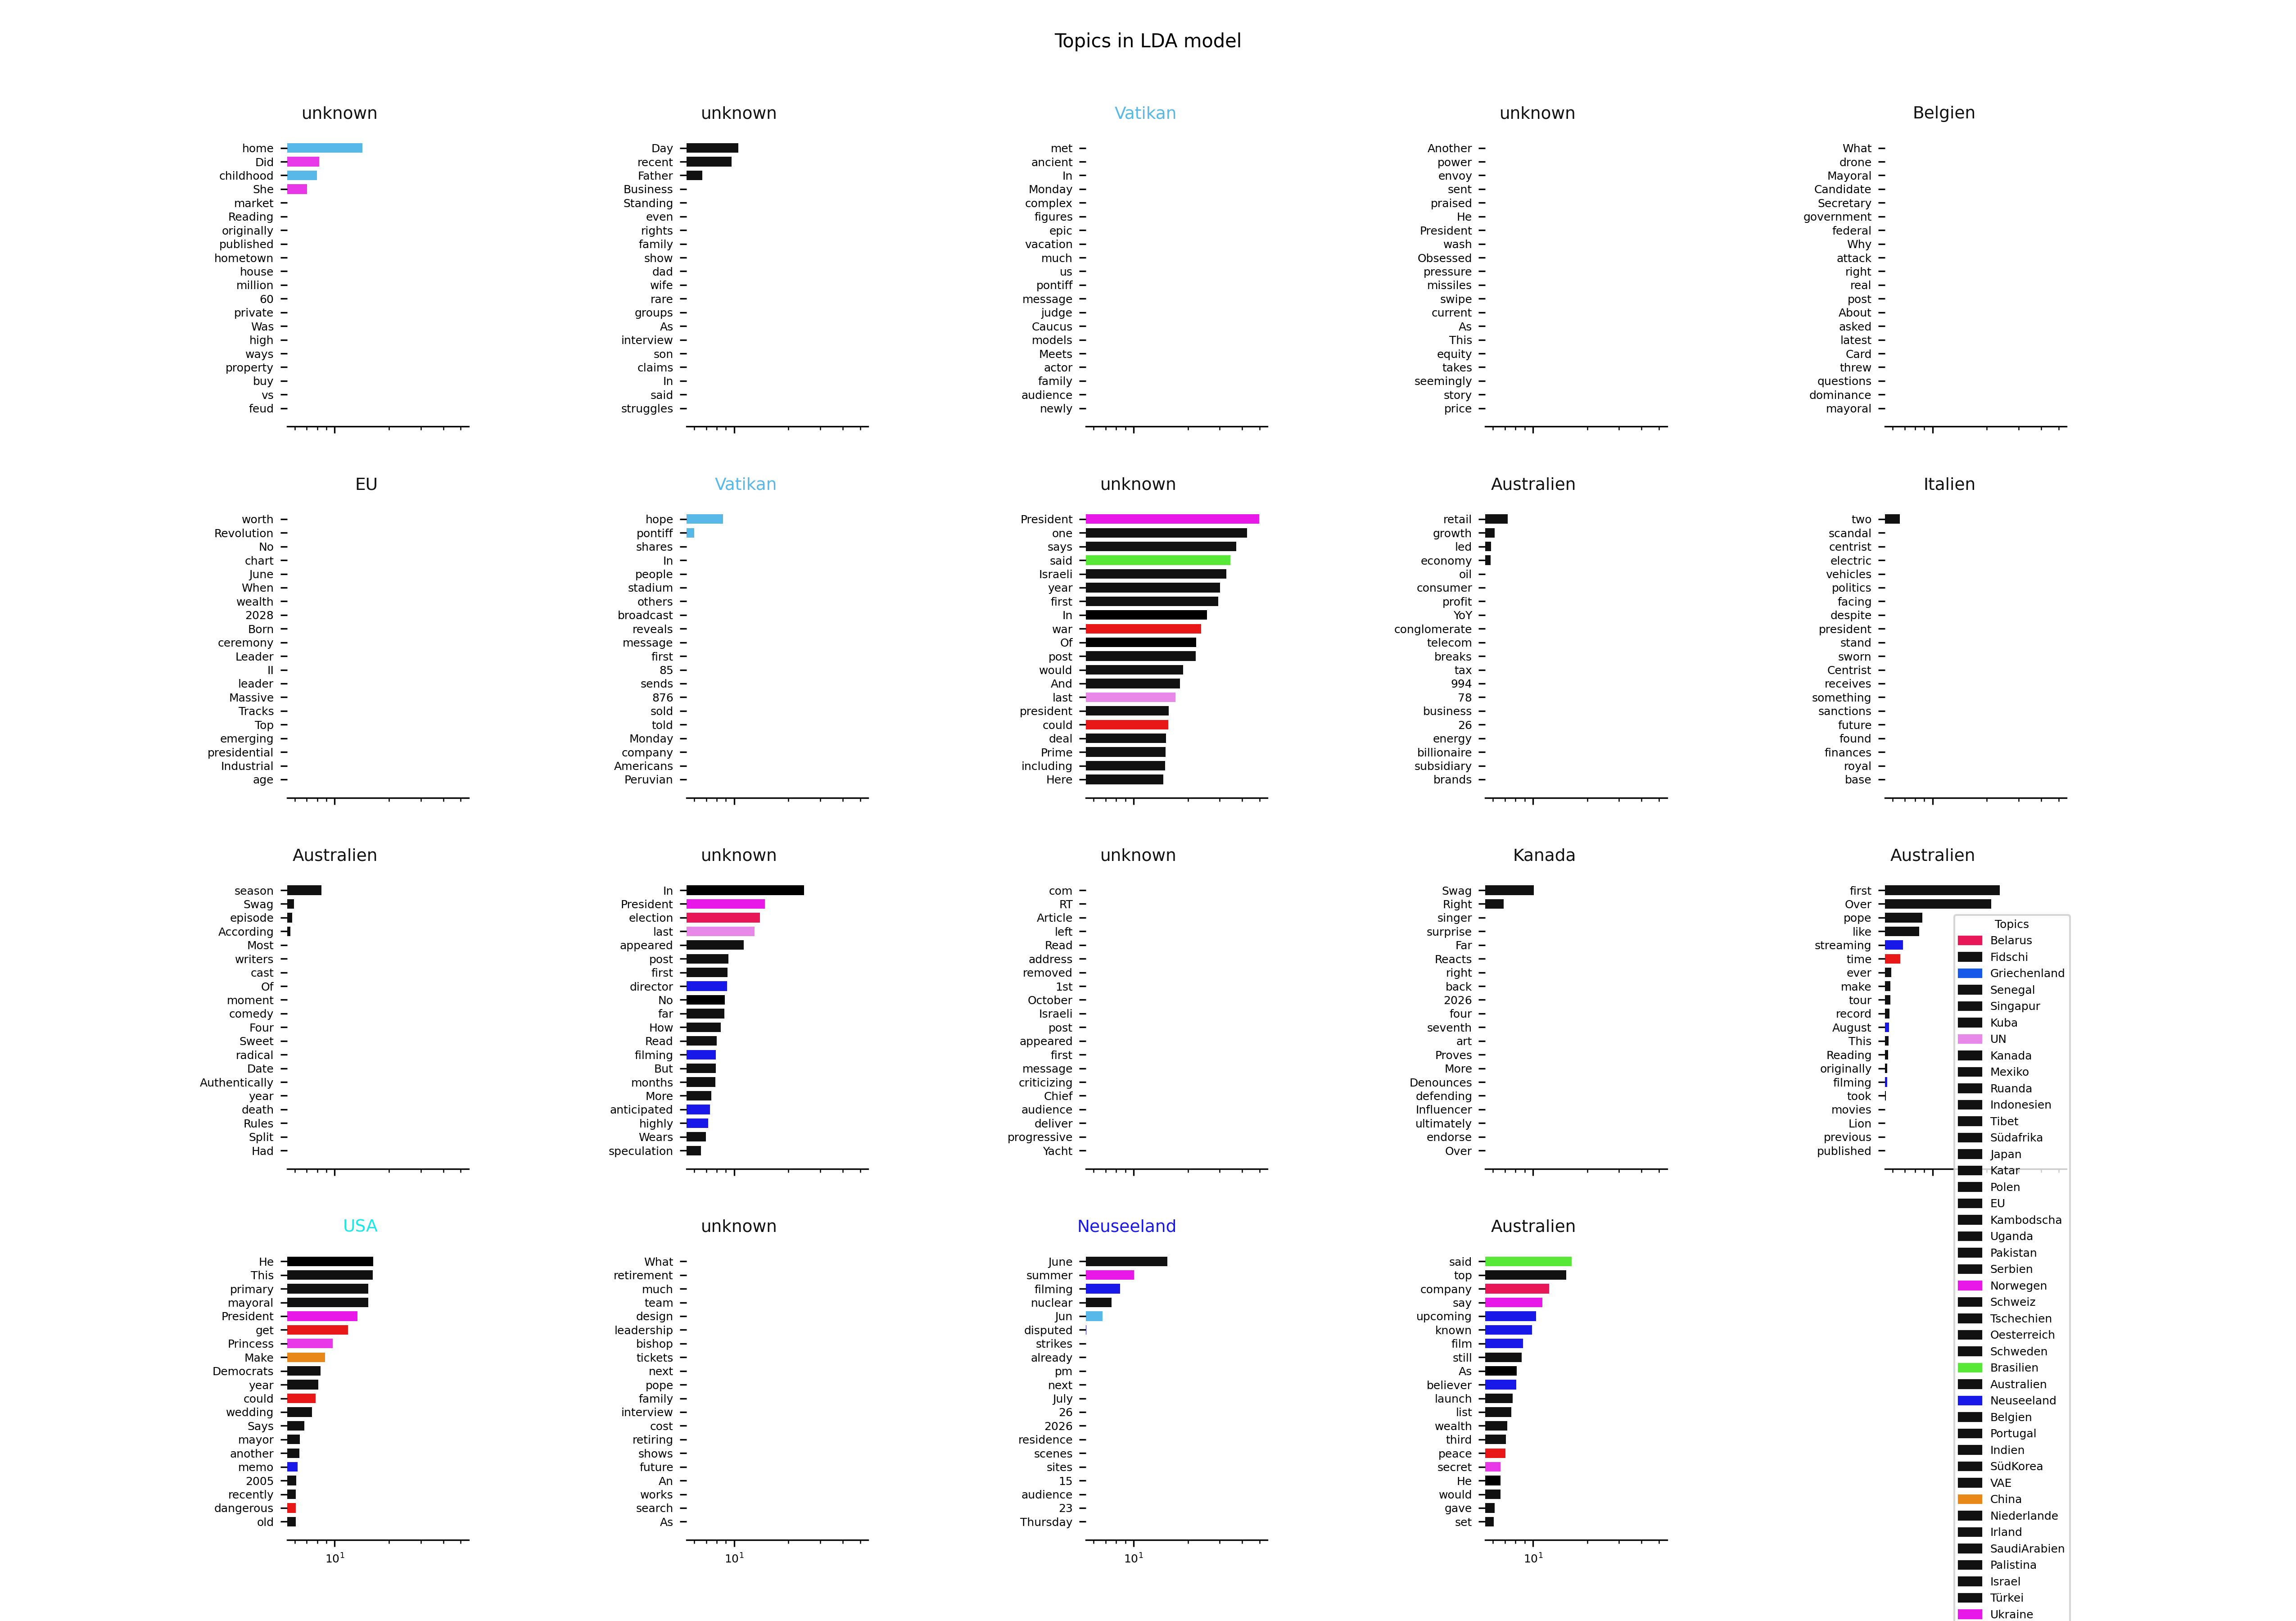 Topics in LDA model
unknown
home
Did
childhood
She
market
Reading
originally
published
hometown
house
million
60
private
Was
high
ways
property
buy
vs
feud
unknown
Day
recent
Father
Business
Standing
even
rights
family
show
dad
wife
rare
groups
As
interview
son
claims
In
said
struggles
Vatikan
met
ancient
In
Monday
complex
figures
epic
vacation
much
us
pontiff
message
judge
Caucus
models
Meets
actor
family
audience
newly
unknown
Another
power
envoy
sent
praised
He
President
wash
Obsessed
pressure
missiles
swipe
current
As
This
equity
takes
seemingly
story
price
Belgien
What
drone
Mayoral
Candidate
Secretary
government
federal
Why
attack
right
real
post
About
asked
latest
Card
threw
questions
dominance
mayoral
EU
worth
Revolution
No
chart
June
When
wealth
2028
Born
ceremony
Leader
II
leader
Massive
Tracks
Top
emerging
presidential
Industrial
age
Vatikan
hope
pontiff
shares
In
people
stadium
others
broadcast
reveals
message
first
85
sends
876
sold
told
Monday
company
Americans
Peruvian
unknown
President
one
says
said
Israeli
year
first
In
war
Of
post
would
And
last
president
could
deal
Prime
including
Here
Australien
retail
growth
led
economy
oil
consumer
profit
YoY
conglomerate
telecom
breaks
tax
994
78
business
26
energy
billionaire
subsidiary
brands
Italien
two
scandal
centrist
electric
vehicles
politics
facing
despite
president
stand
sworn
Centrist
receives
something
sanctions
future
found
finances
royal
base
Australien
season
Swag
episode
According
Most
writers
cast
Of
moment
comedy
Four
Sweet
radical
Date
Authentically
year
death
Rules
Split
Had
unknown
In
President
election
last
appeared
post
first
director
No
far
How
Read
filming
But
months
More
anticipated
highly
Wears
speculation
unknown
com
RT
Article
left
Read
address
removed
1st
October
Israeli
post
appeared
first
message
criticizing
Chief
audience
deliver
progressive
Yacht
Kanada
Swag
Right
singer
surprise
Far
Reacts
right
back
2026
four
seventh
art
Proves
More
Denounces
defending
Influencer
ultimately
endorse
Over
Australien
first
Over
pope
like
streaming
time
ever
make
tour
record
August
This
Reading
originally
filming
took
movies
Lion
previous
published
USA
He
This
primary
mayoral
President
get
Princess
Make
Democrats
year
could
wedding
Says
mayor
another
memo
2005
recently
dangerous
old
10¹
unknown
What
retirement
much
team
design
leadership
bishop
tickets
next
pope
family
interview
cost
retiring
shows
future
An
works
search
As
10¹
Neuseeland
June
summer
filming
nuclear
Jun
disputed
strikes
already
pm
next
July
26
2026
residence
scenes
sites
15
audience
23
Thursday
10¹
Australien
said
top
company
say
upcoming
known
film
still
As
believer
launch
list
wealth
third
peace
secret
He
would
gave
set
10¹
Topics
Belarus
Fidschi
Griechenland
Senegal
Singapur
Kuba
UN
Kanada
Mexiko
Ruanda
Indonesien
Tibet
Südafrika
Japan
Katar
Polen
EU
Kambodscha
Uganda
Pakistan
Serbien
Norwegen
Schweiz
Tschechien
Oesterreich
Schweden
Brasilien
Australien
Neuseeland
Belgien
Portugal
Indien
SüdKorea
VAE
China
Niederlande
Irland
SaudiArabien
Palistina
Israel
Türkei
Ukraine